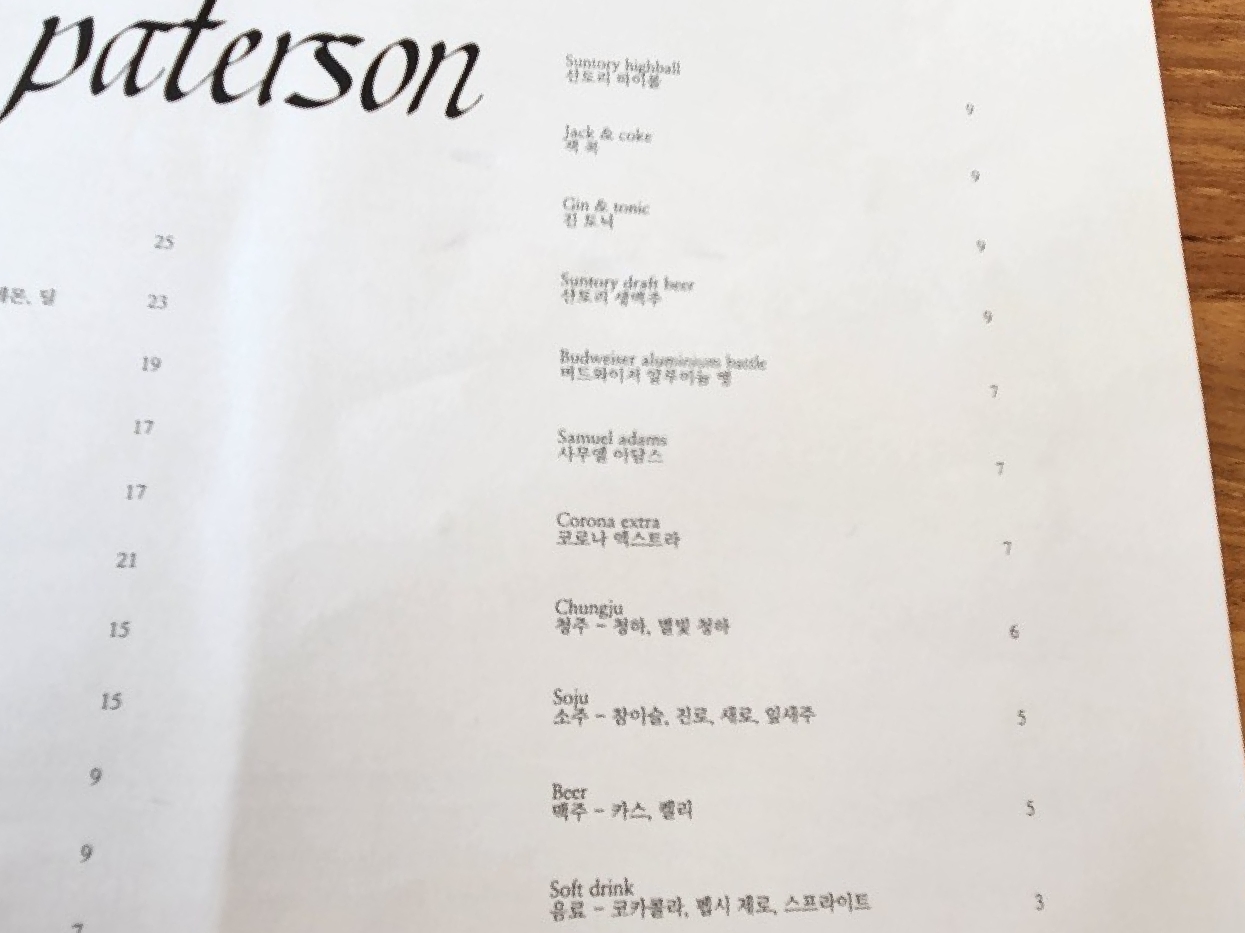 paterson
25
레몬, 딜
23
19
17
17
21
15
15
9
9
7
Suntory highball
산토리 하이볼
9
Jack & coke
잭 콕
9
Gin & tonic
진 토닉
9
Suntory draft beer
산토리 생맥주
9
Budweiser aluminium bottle
버드와이저 알루미늄 병
7
Samuel adams
사무엘 아담스
7
Corona extra
코로나 엑스트라
7
Chungju
청주 - 청하, 별빛 청하
6
Soju
소주 - 참이슬, 진로, 새로, 잎새주
5
Beer
맥주 - 카스, 켈리
5
Soft drink
음료 - 코카콜라, 펩시 제로, 스프라이트
3